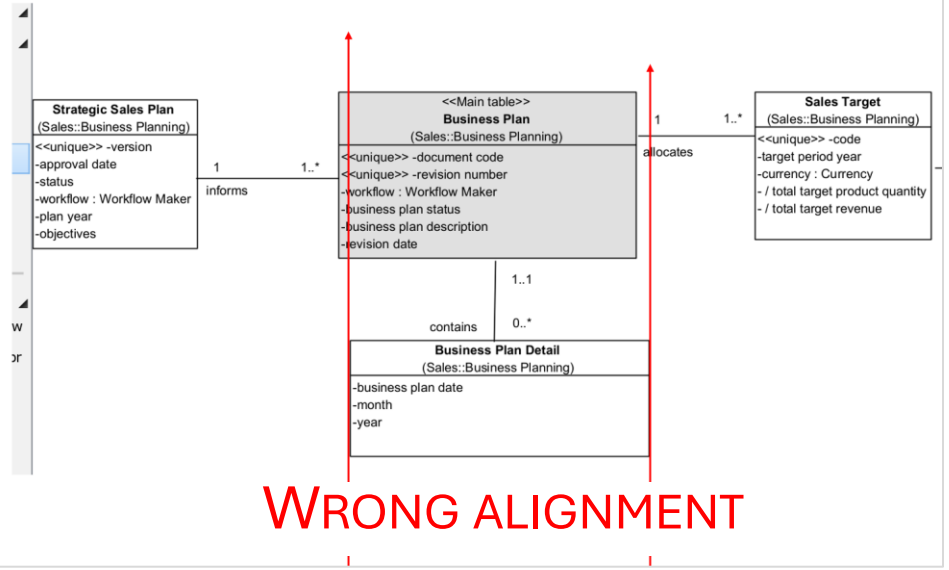 Strategic Sales Plan
(Sales::Business Planning)
<<unique>> -version
-approval date
-status
-workflow : Workflow Maker
-plan year
-objectives
1
1..*
informs
<<Main table>>
Business Plan
(Sales::Business Planning)
<<unique>> -document code
<<unique>> -revision number
-workflow : Workflow Maker
-business plan status
-business plan description
-revision date
1
1..*
allocates
Sales Target
(Sales::Business Planning)
<<unique>> -code
-target period year
-currency : Currency
- / total target product quantity
- / total target revenue
1..1
contains
0..*
Business Plan Detail
(Sales::Business Planning)
-business plan date
-month
-year
w
or
WRONG ALIGNMENT